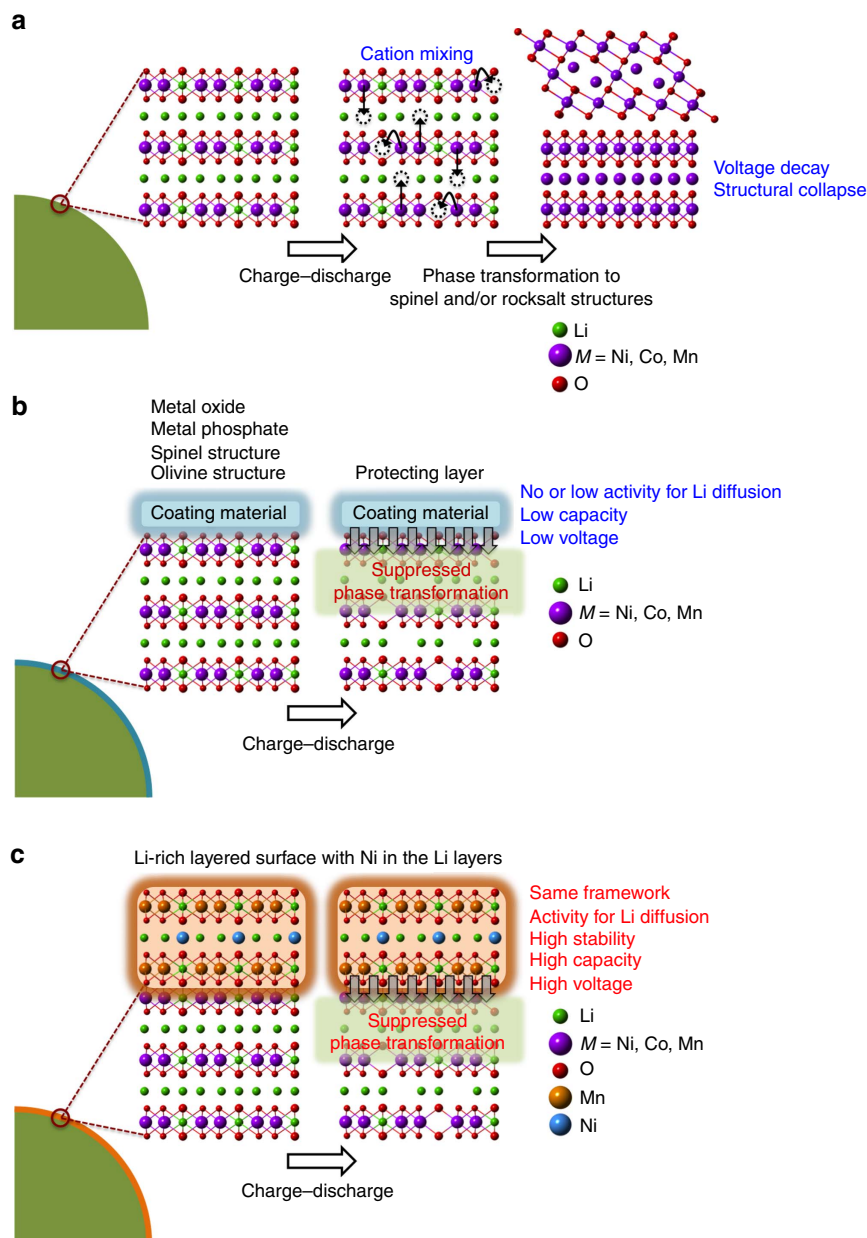 a
Cation mixing
Voltage decay
Structural collapse
Charge–discharge
Phase transformation to
spinel and/or rocksalt structures
Li
M = Ni, Co, Mn
O
b
Metal oxide
Metal phosphate
Spinel structure
Olivine structure
Protecting layer
Coating material
Coating material
No or low activity for Li diffusion
Low capacity
Low voltage
Suppressed
phase transformation
Li
M = Ni, Co, Mn
O
Charge–discharge
c
Li-rich layered surface with Ni in the Li layers
Same framework
Activity for Li diffusion
High stability
High capacity
High voltage
Suppressed
phase transformation
Li
M = Ni, Co, Mn
O
Mn
Ni
Charge–discharge